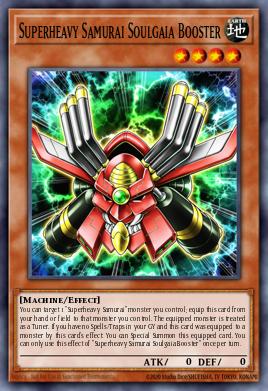 Superheavy Samurai Soulgaia Booster
EARTH
地
[Machine/Effect]
You can target 1 "Superheavy Samurai" monster you control; equip this card from
your hand or field to that monster you control. The equipped monster is treated
as a Tuner. If you have no Spells/Traps in your GY and this card was equipped to
a monster by this card's effect: You can Special Summon this equipped card. You
can only use this effect of "Superheavy Samurai Soulgaia Booster" once per turn.
ATK/ 0 DEF/ 0
©2020 Studio Dice/SHUEISHA, TV TOKYO, KONAMI